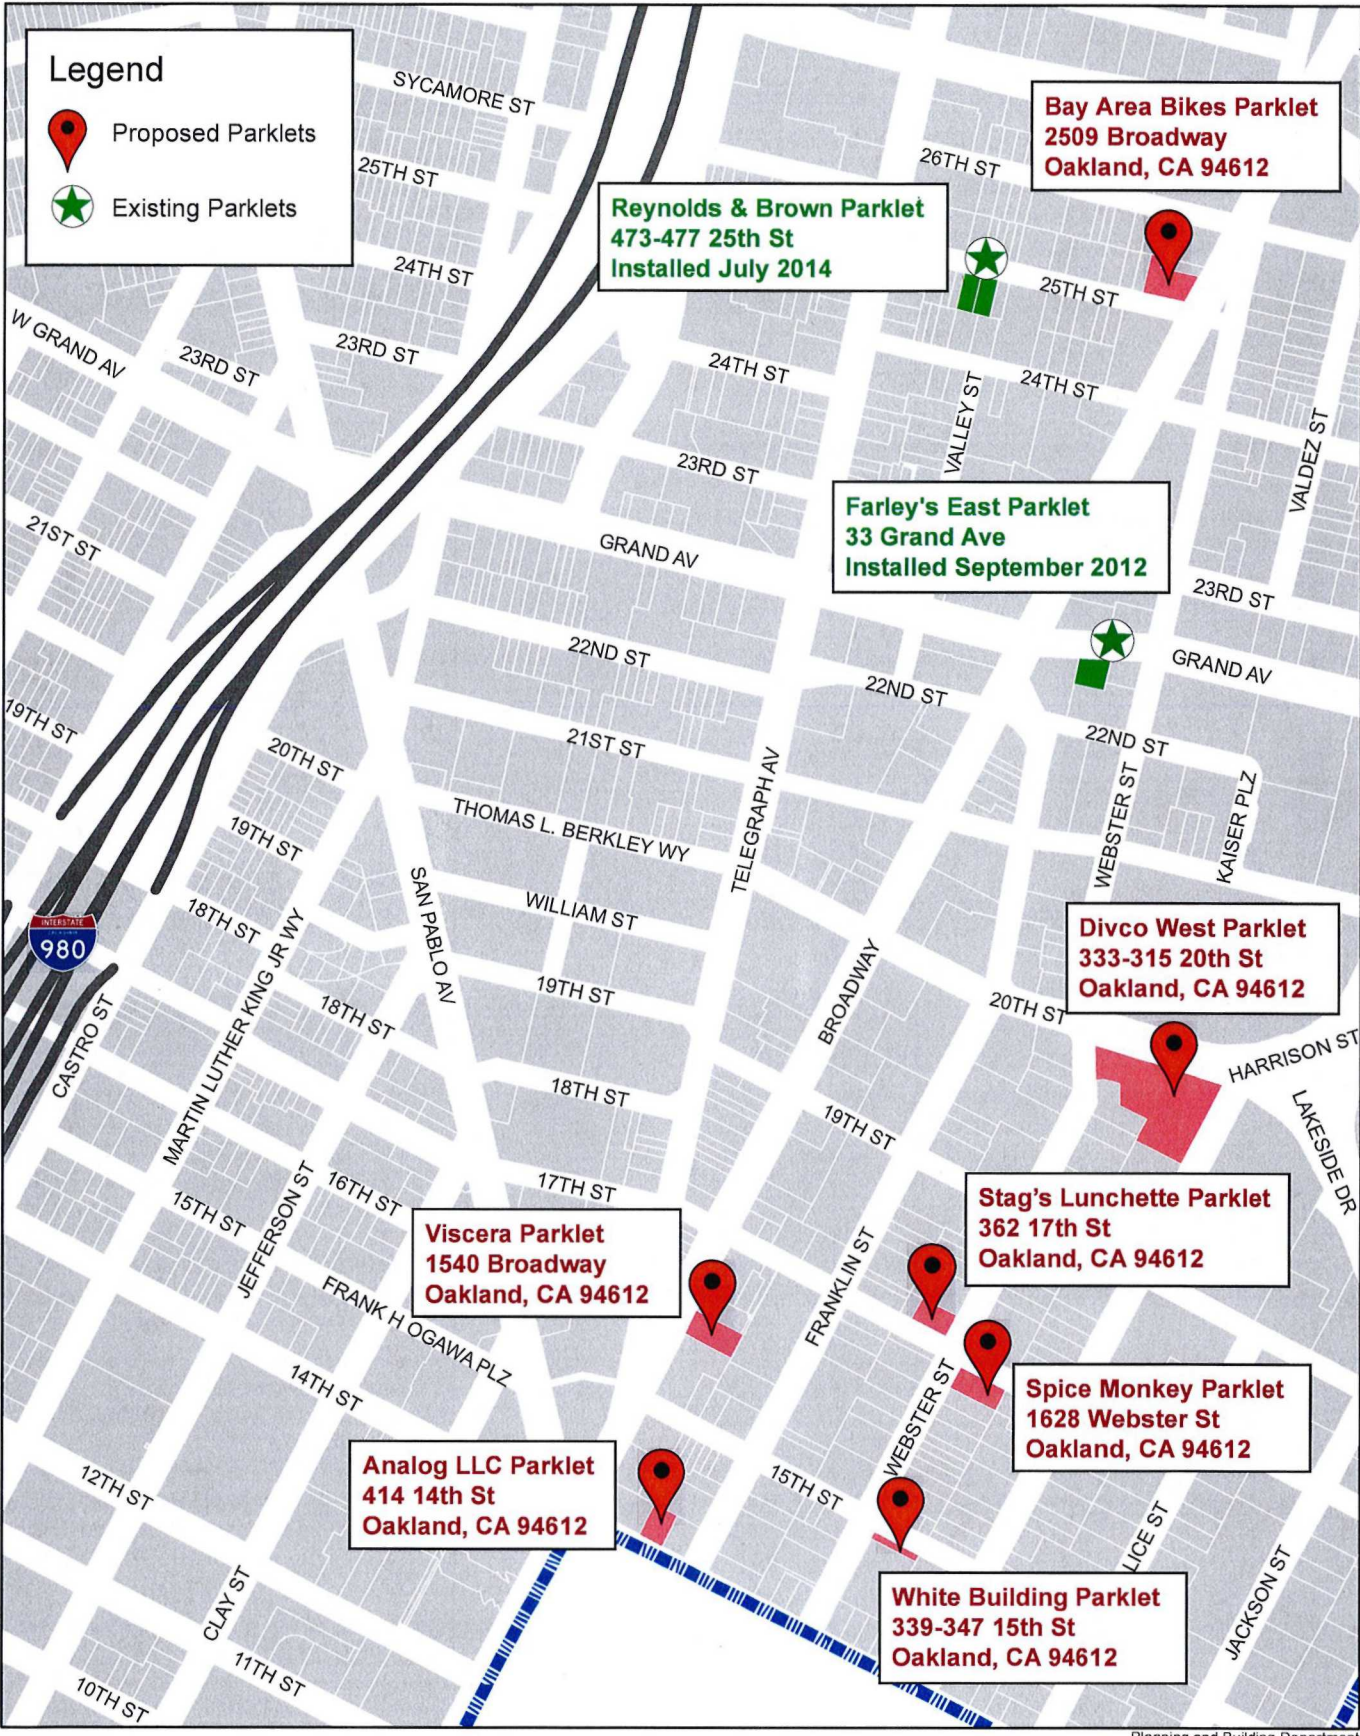 Legend
Proposed Parklets
Existing Parklets
SYCAMORE ST
25TH ST
24TH ST
23RD ST
23RD ST
W GRAND AV
26TH ST
Bay Area Bikes Parklet
2509 Broadway
Oakland, CA 94612
Reynolds & Brown Parklet
473-477 25th St
Installed July 2014
25TH ST
24TH ST
24TH ST
VALLEY ST
VALDEZ ST
23RD ST
21ST ST
GRAND AV
Farley's East Parklet
33 Grand Ave
Installed September 2012
23RD ST
GRAND AV
22ND ST
22ND ST
22ND ST
19TH ST
20TH ST
21ST ST
TELEGRAPH AV
WEBSTER ST
KAISER PLZ
THOMAS L. BERKLEY WY
19TH ST
WILLIAM ST
18TH ST
SAN PABLO AV
INTERSTATE
980
MARTIN LUTHER KING JR WY
19TH ST
BROADWAY
Divco West Parklet
333-315 20th St
Oakland, CA 94612
20TH ST
HARRISON ST
LAKESIDE DR
CASTRO ST
18TH ST
18TH ST
19TH ST
17TH ST
16TH ST
15TH ST
JEFFERSON ST
Stag’s Lunchette Parklet
362 17th St
Oakland, CA 94612
Viscera Parklet
1540 Broadway
Oakland, CA 94612
FRANKLIN ST
FRANK H OGAWA PLZ
14TH ST
WEBSTER ST
Spice Monkey Parklet
1628 Webster St
Oakland, CA 94612
Analog LLC Parklet
414 14th St
Oakland, CA 94612
15TH ST
12TH ST
LICE ST
JACKSON ST
CLAY ST
White Building Parklet
339-347 15th St
Oakland, CA 94612
11TH ST
10TH ST